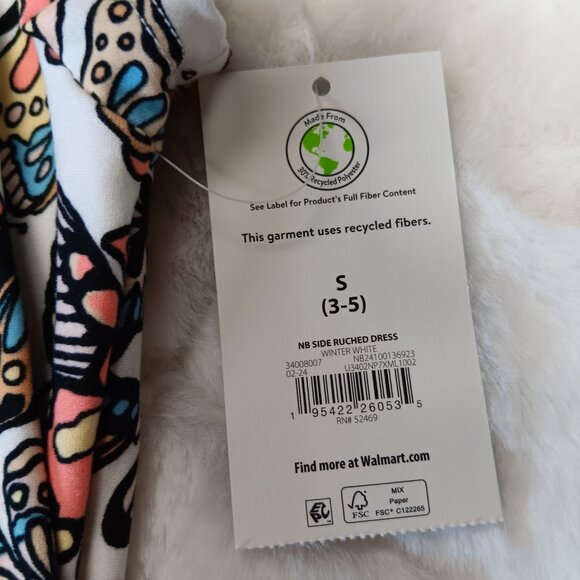 Made From
30% Recycled Polyester
See Label for Product's Full Fiber Content
This garment uses recycled fibers.
S
(3-5)
NB SIDE RUCHED DRESS
WINTER WHITE
34008007 NB24100136923
02-24 U3402NP7XML1002
1 95422 26053 5
RN# 52469
Find more at Walmart.com
EPC
FSC
MIX
Paper
FSC® C122265